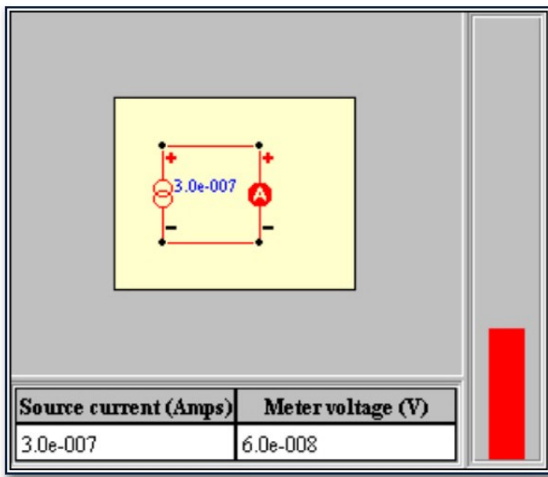 + +
3.0e-007 A
- -
Source current (Amps) Meter voltage (V)
3.0e-007 6.0e-008